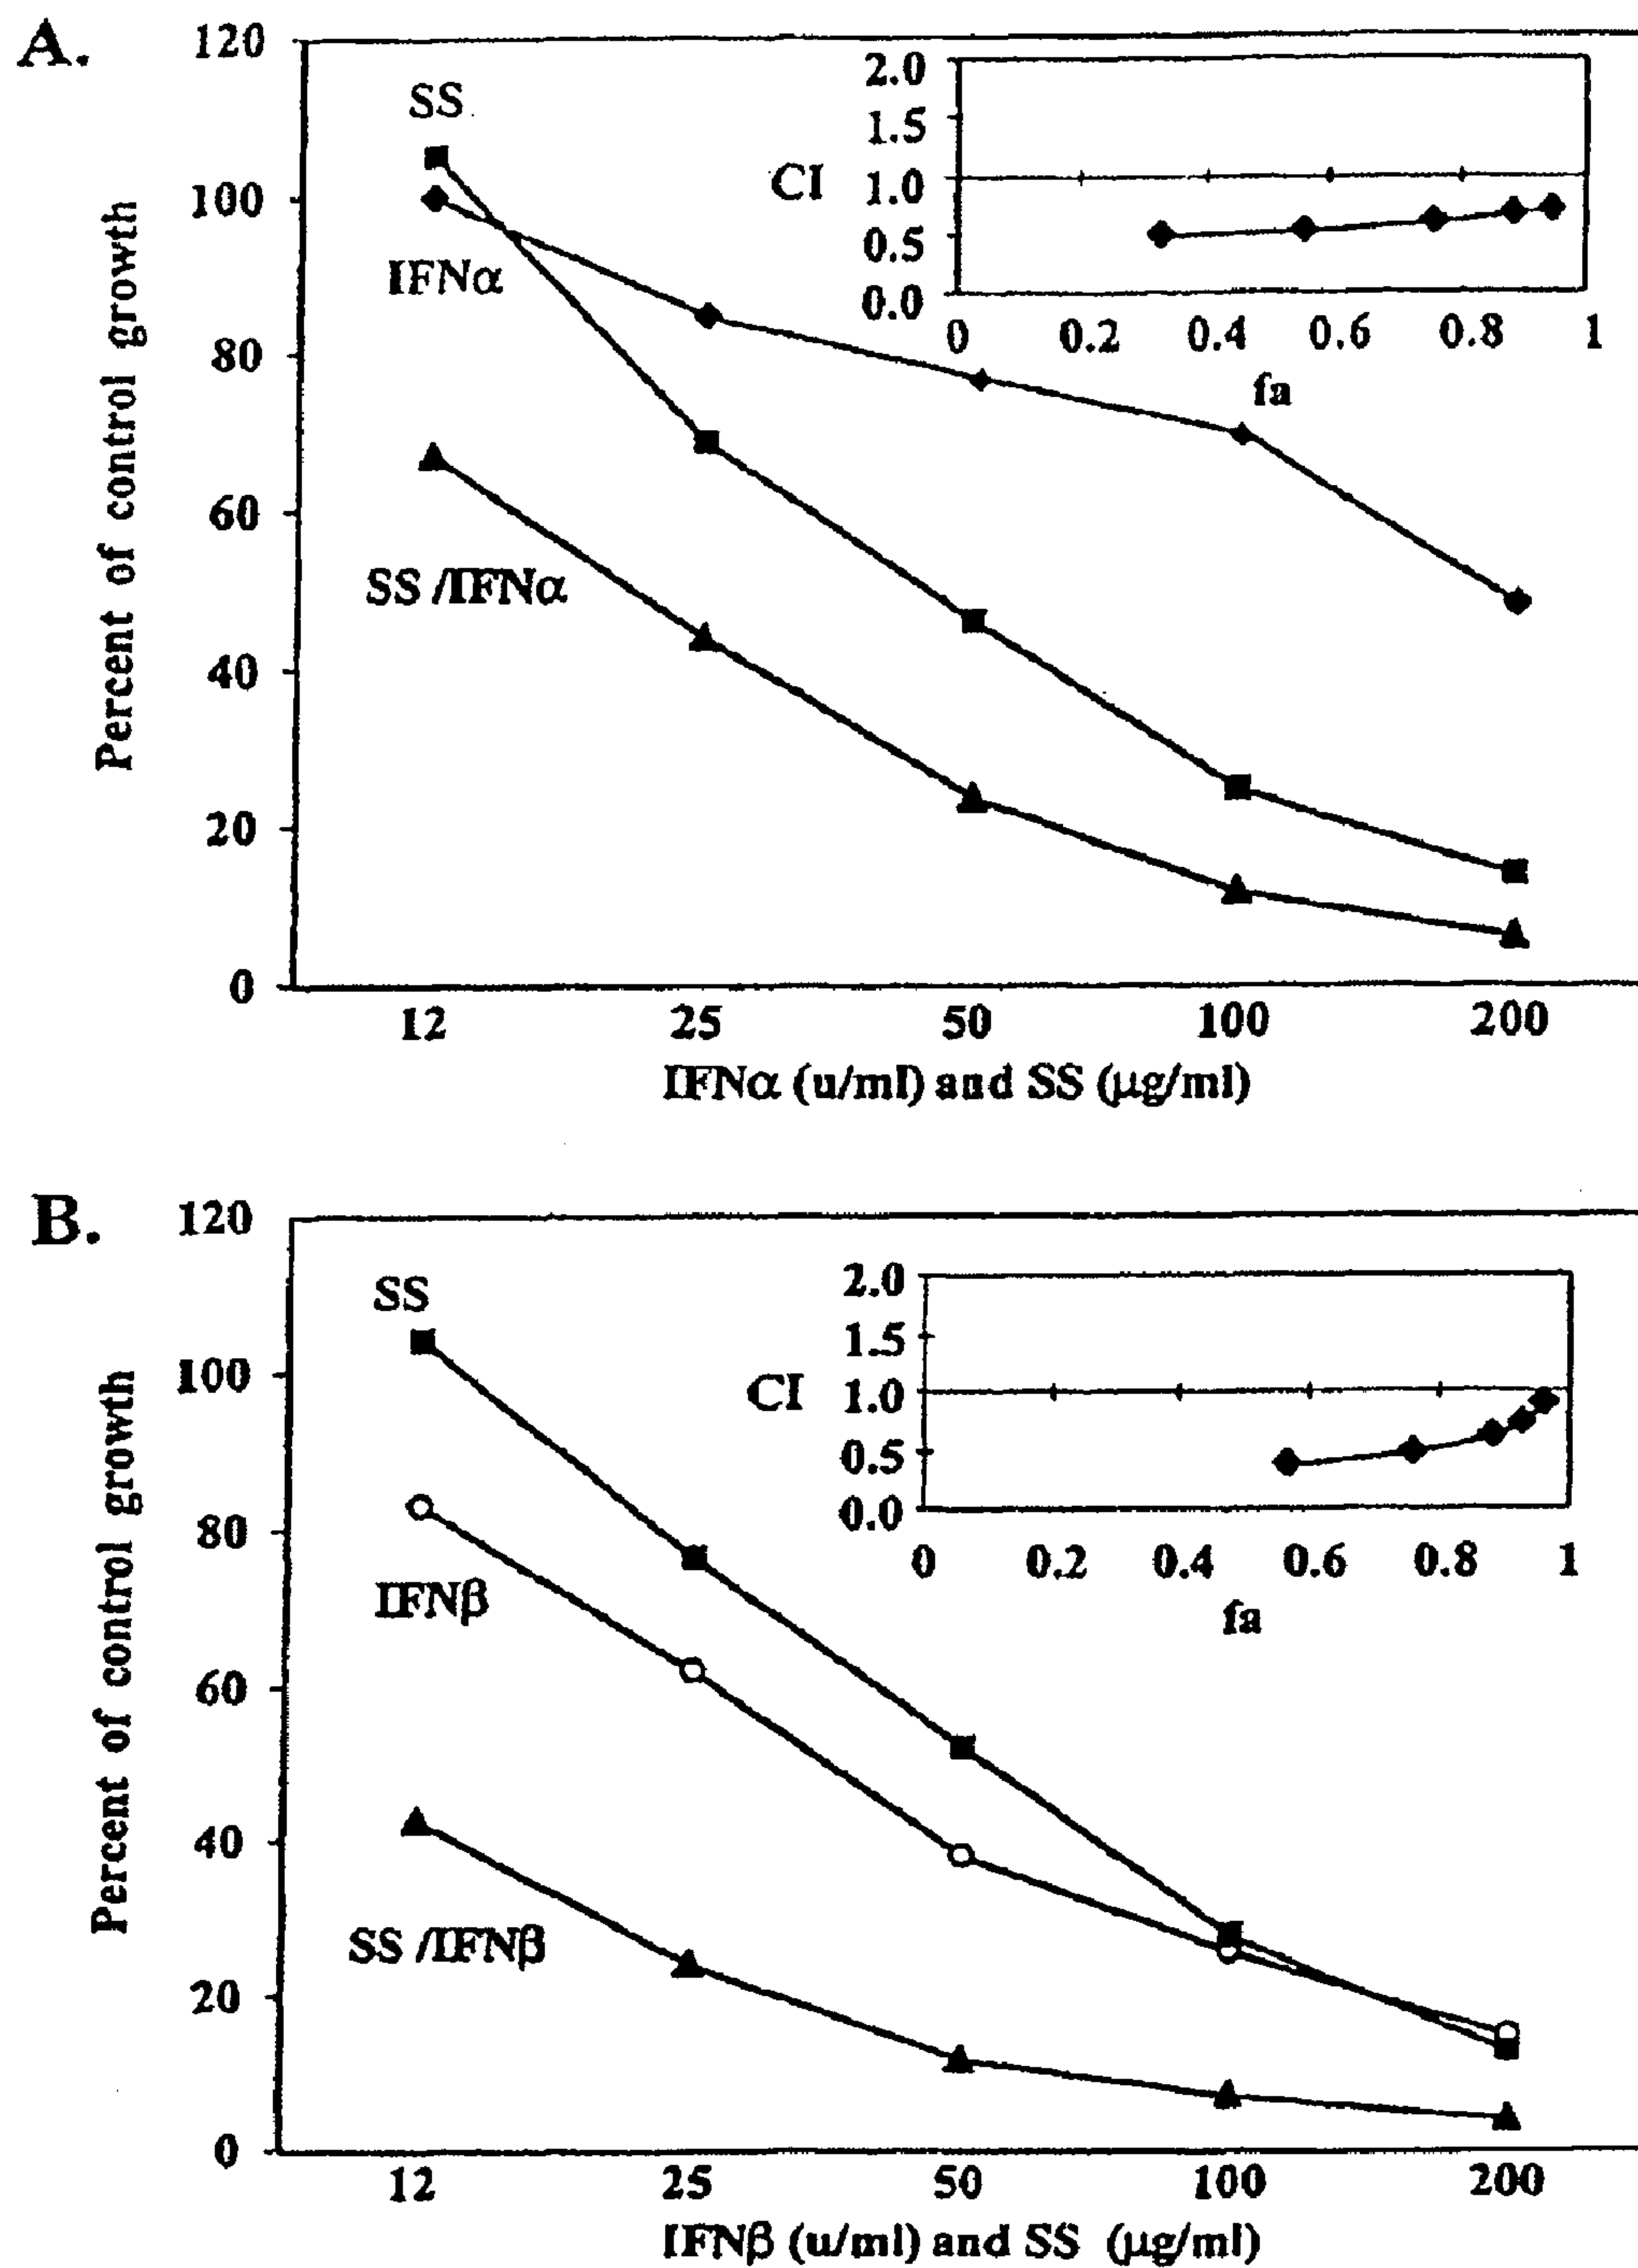 A.
120
100
80
60
40
20
0
Percent of control growth
SS
IFNα
SS /IFNα
2.0
1.5
1.0
0.5
0.0
CI
0 0.2 0.4 0.6 0.8 1
fa
12 25 50 100 200
IFNα (u/ml) and SS (μg/ml)
B.
120
100
80
60
40
20
0
Percent of control growth
SS
IFNβ
SS /IFNβ
2.0
1.5
1.0
0.5
0.0
CI
0 0.2 0.4 0.6 0.8 1
fa
12 25 50 100 200
IFNβ (u/ml) and SS (μg/ml)